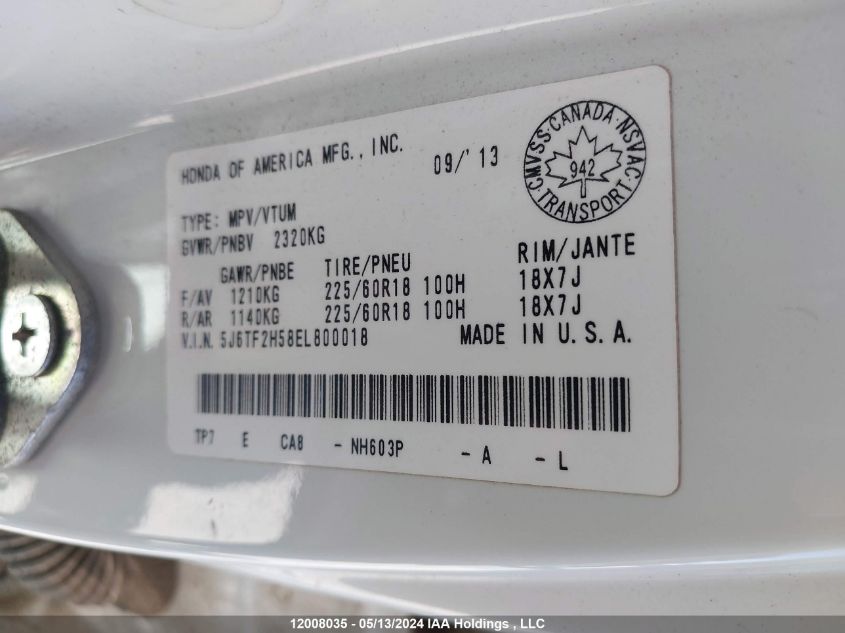 HONDA OF AMERICA MFG., INC. 09/'13
CMVSS · CANADA · NSVAC · TRANSPORT ·
942
TYPE: MPV/VTUM
GVWR/PNBV 2320KG
GAWR/PNBE TIRE/PNEU RIM/JANTE
F/AV 1210KG 225/60R18 100H 18X7J
R/AR 1140KG 225/60R18 100H 18X7J
V.I.N. 5J6TF2H58EL800018 MADE IN U.S.A.
TP7 E CA8 - NH603P - A - L
12008035 - 05/13/2024 IAA Holdings , LLC